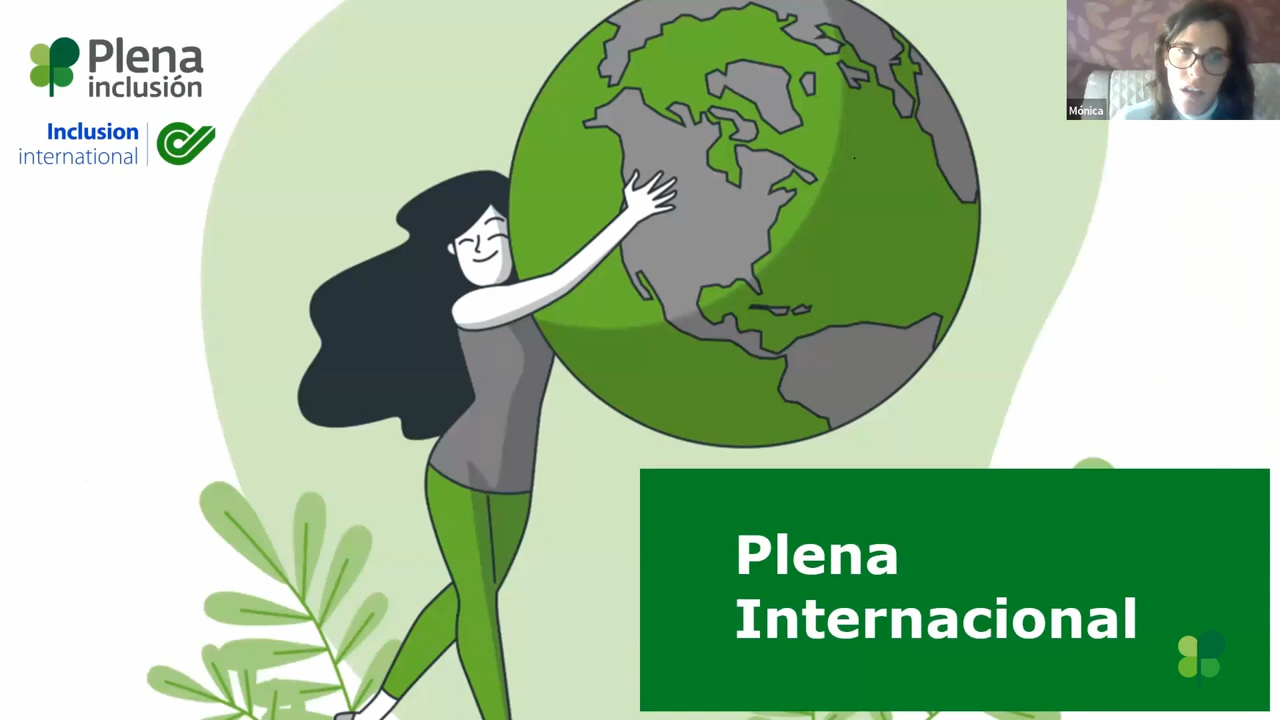 Plena
inclusión
Inclusion
international
Mónica
Plena
Internacional